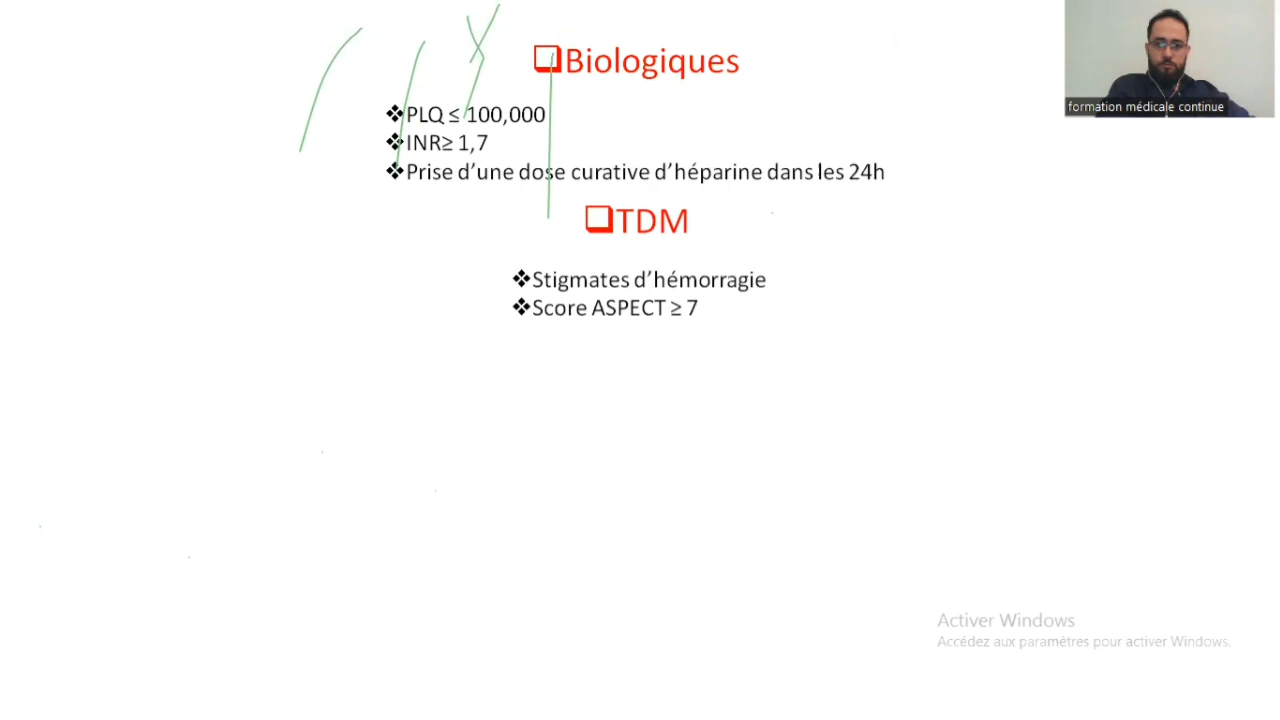 Biologiques
formation médicale continue
PLQ ≤ 100,000
INR≥ 1,7
Prise d'une dose curative d'héparine dans les 24h
TDM
Stigmates d'hémorragie
Score ASPECT ≥ 7
Activer Windows
Accédez aux paramètres pour activer Windows.